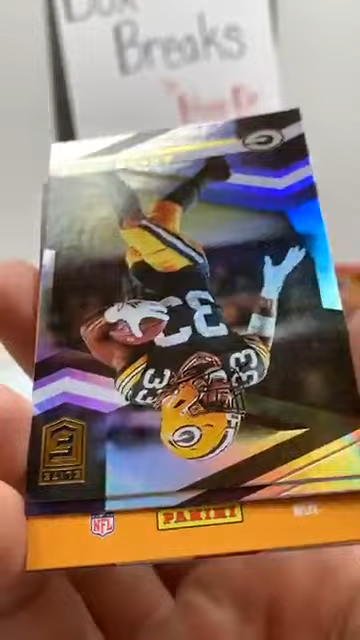 Box
Breaks
33
33
33
ELITE
NFL
PANINI